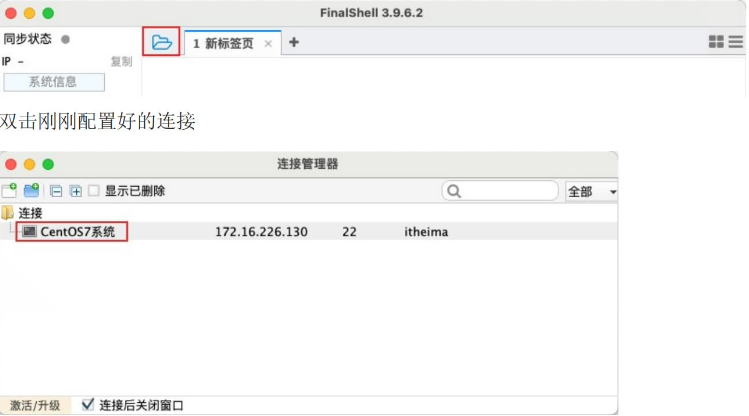 FinalShell 3.9.6.2
同步状态
1 新标签页 × +
IP -
复制
系统信息
双击刚刚配置好的连接
连接管理器
显示已删除
全部
连接
CentOS7系统 172.16.226.130 22 itheima
激活/升级 连接后关闭窗口